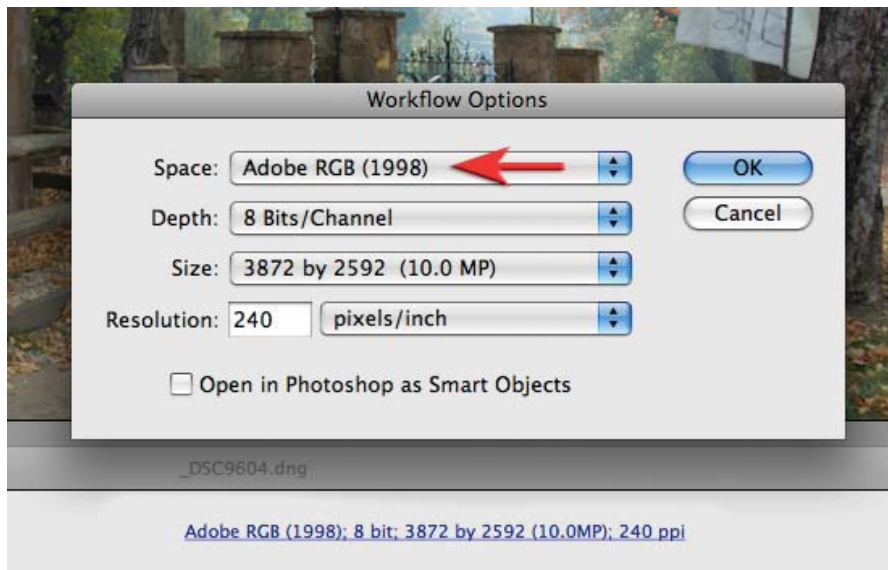 Workflow Options
Space: Adobe RGB (1998) OK
Depth: 8 Bits/Channel Cancel
Size: 3872 by 2592 (10.0 MP)
Resolution: 240 pixels/inch
Open in Photoshop as Smart Objects
_DSC9604.dng
Adobe RGB (1998); 8 bit; 3872 by 2592 (10.0MP); 240 ppi